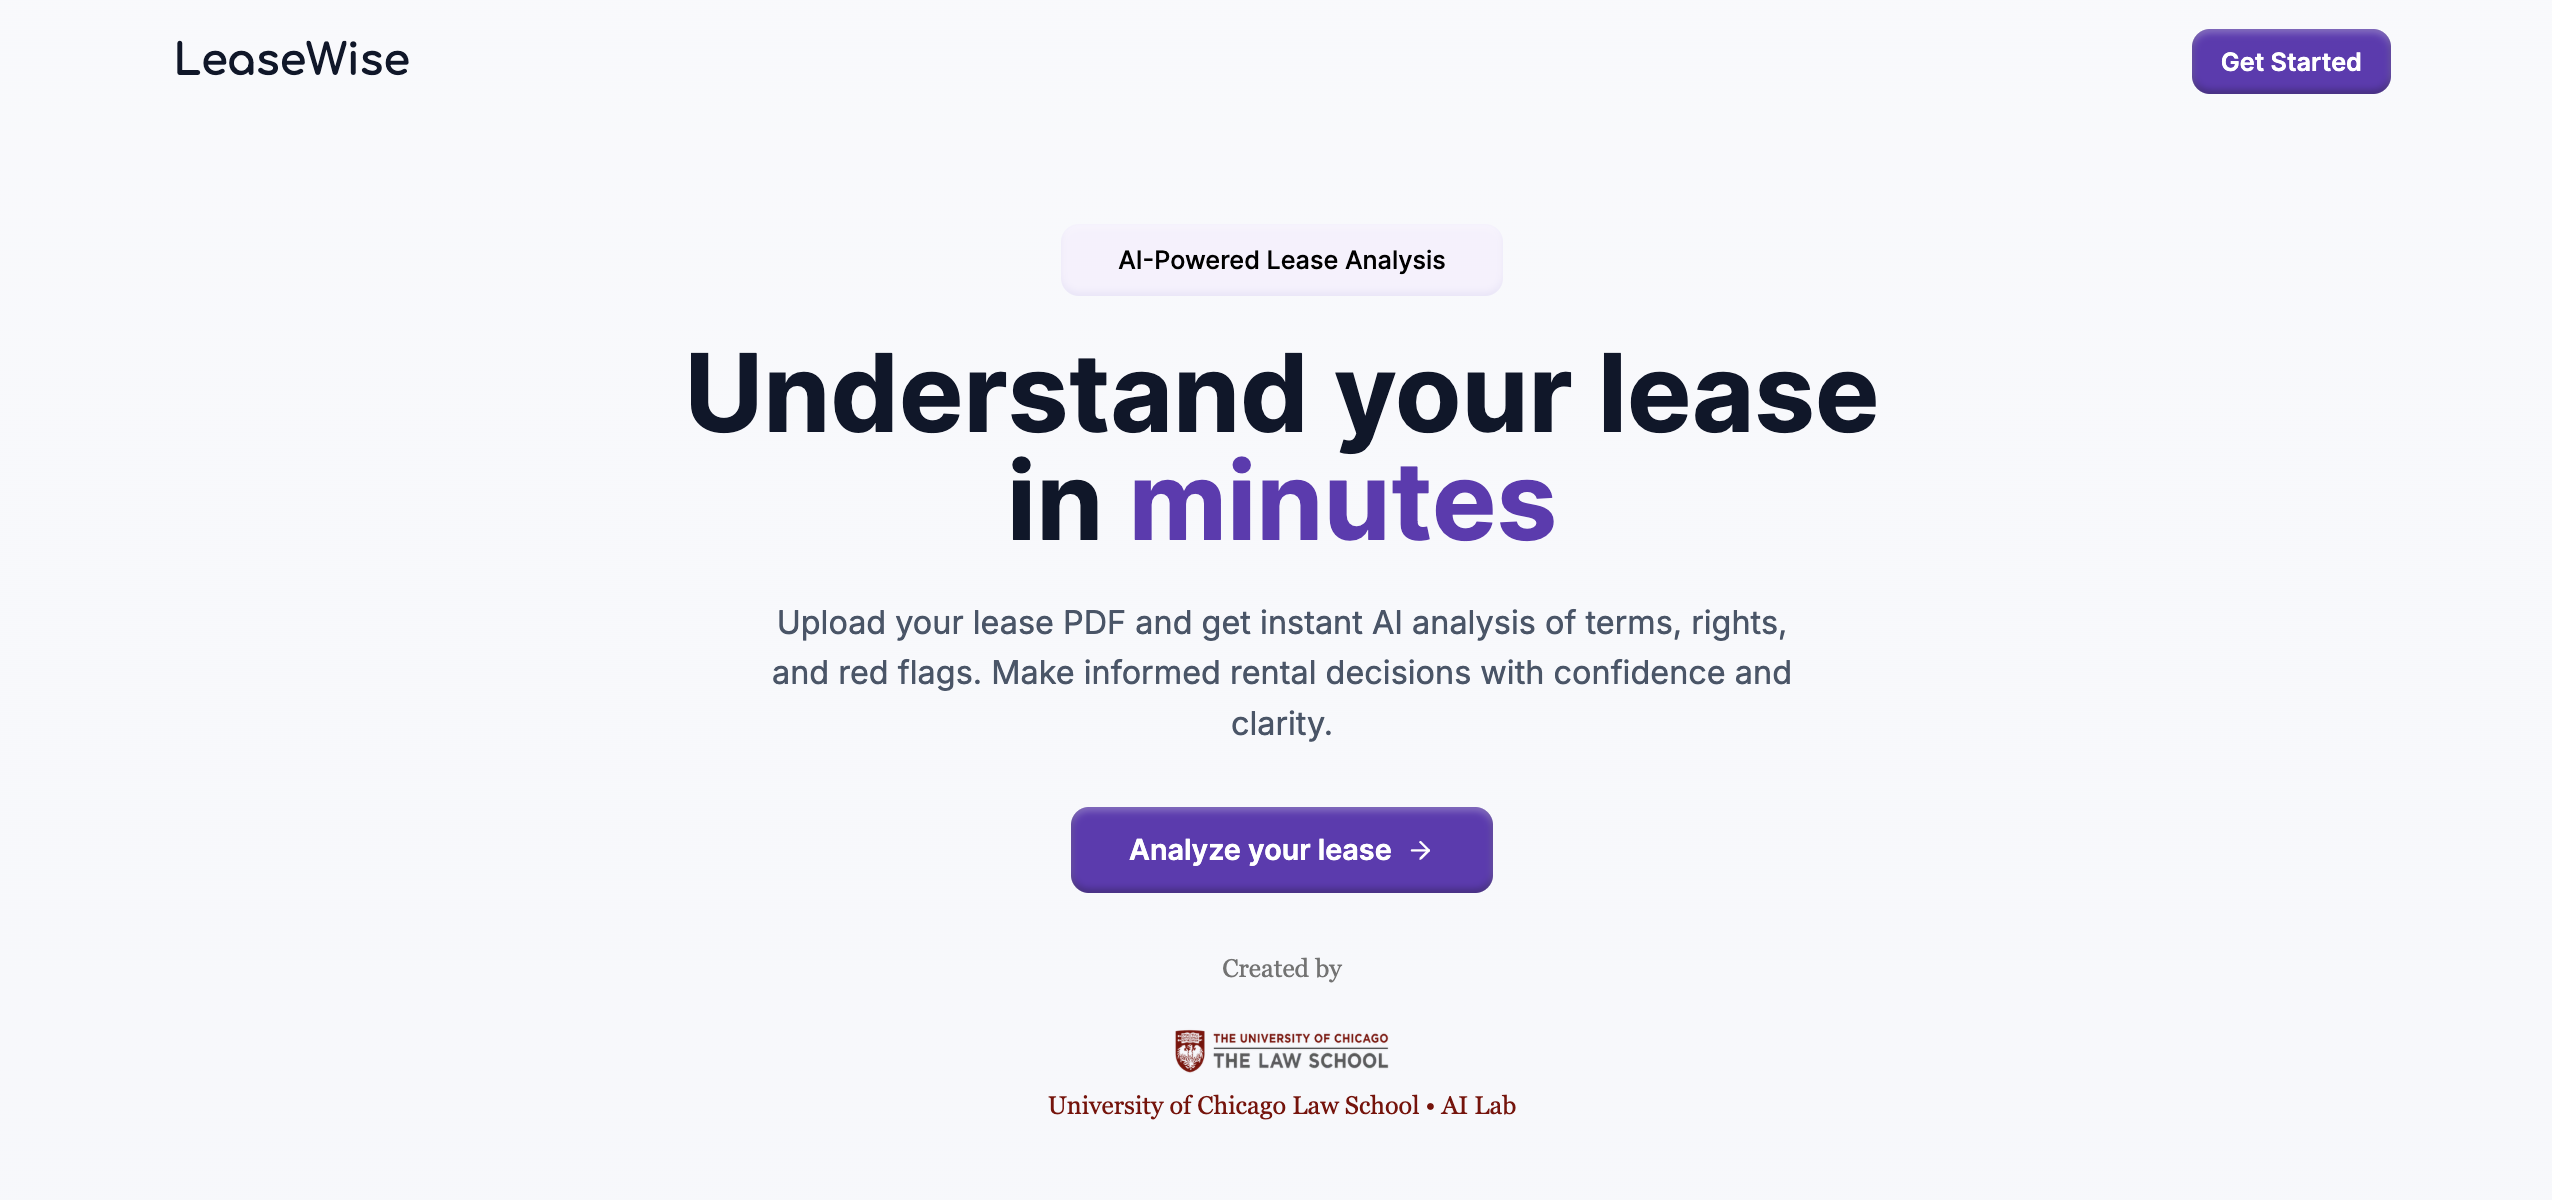 LeaseWise
Get Started
AI-Powered Lease Analysis
Understand your lease
in minutes
Upload your lease PDF and get instant AI analysis of terms, rights,
and red flags. Make informed rental decisions with confidence and
clarity.
Analyze your lease →
Created by
THE UNIVERSITY OF CHICAGO
THE LAW SCHOOL
University of Chicago Law School • AI Lab